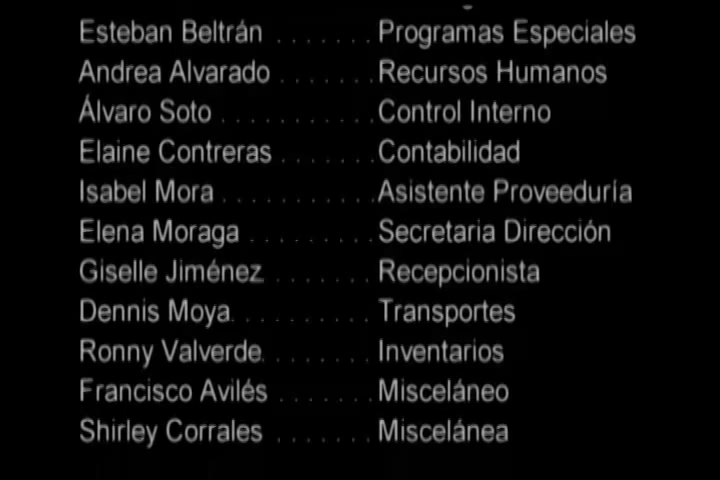 Esteban Beltrán . . . . . . . Programas Especiales
Andrea Alvarado . . . . . . . Recursos Humanos
Álvaro Soto . . . . . . . . . . . Control Interno
Elaine Contreras . . . . . . . Contabilidad
Isabel Mora . . . . . . . . . . . Asistente Proveeduría
Elena Moraga . . . . . . . . . Secretaria Dirección
Giselle Jiménez . . . . . . . Recepcionista
Dennis Moya. . . . . . . . . . Transportes
Ronny Valverde. . . . . . . . Inventarios
Francisco Avilés . . . . . . . Misceláneo
Shirley Corrales . . . . . . . Miscelánea